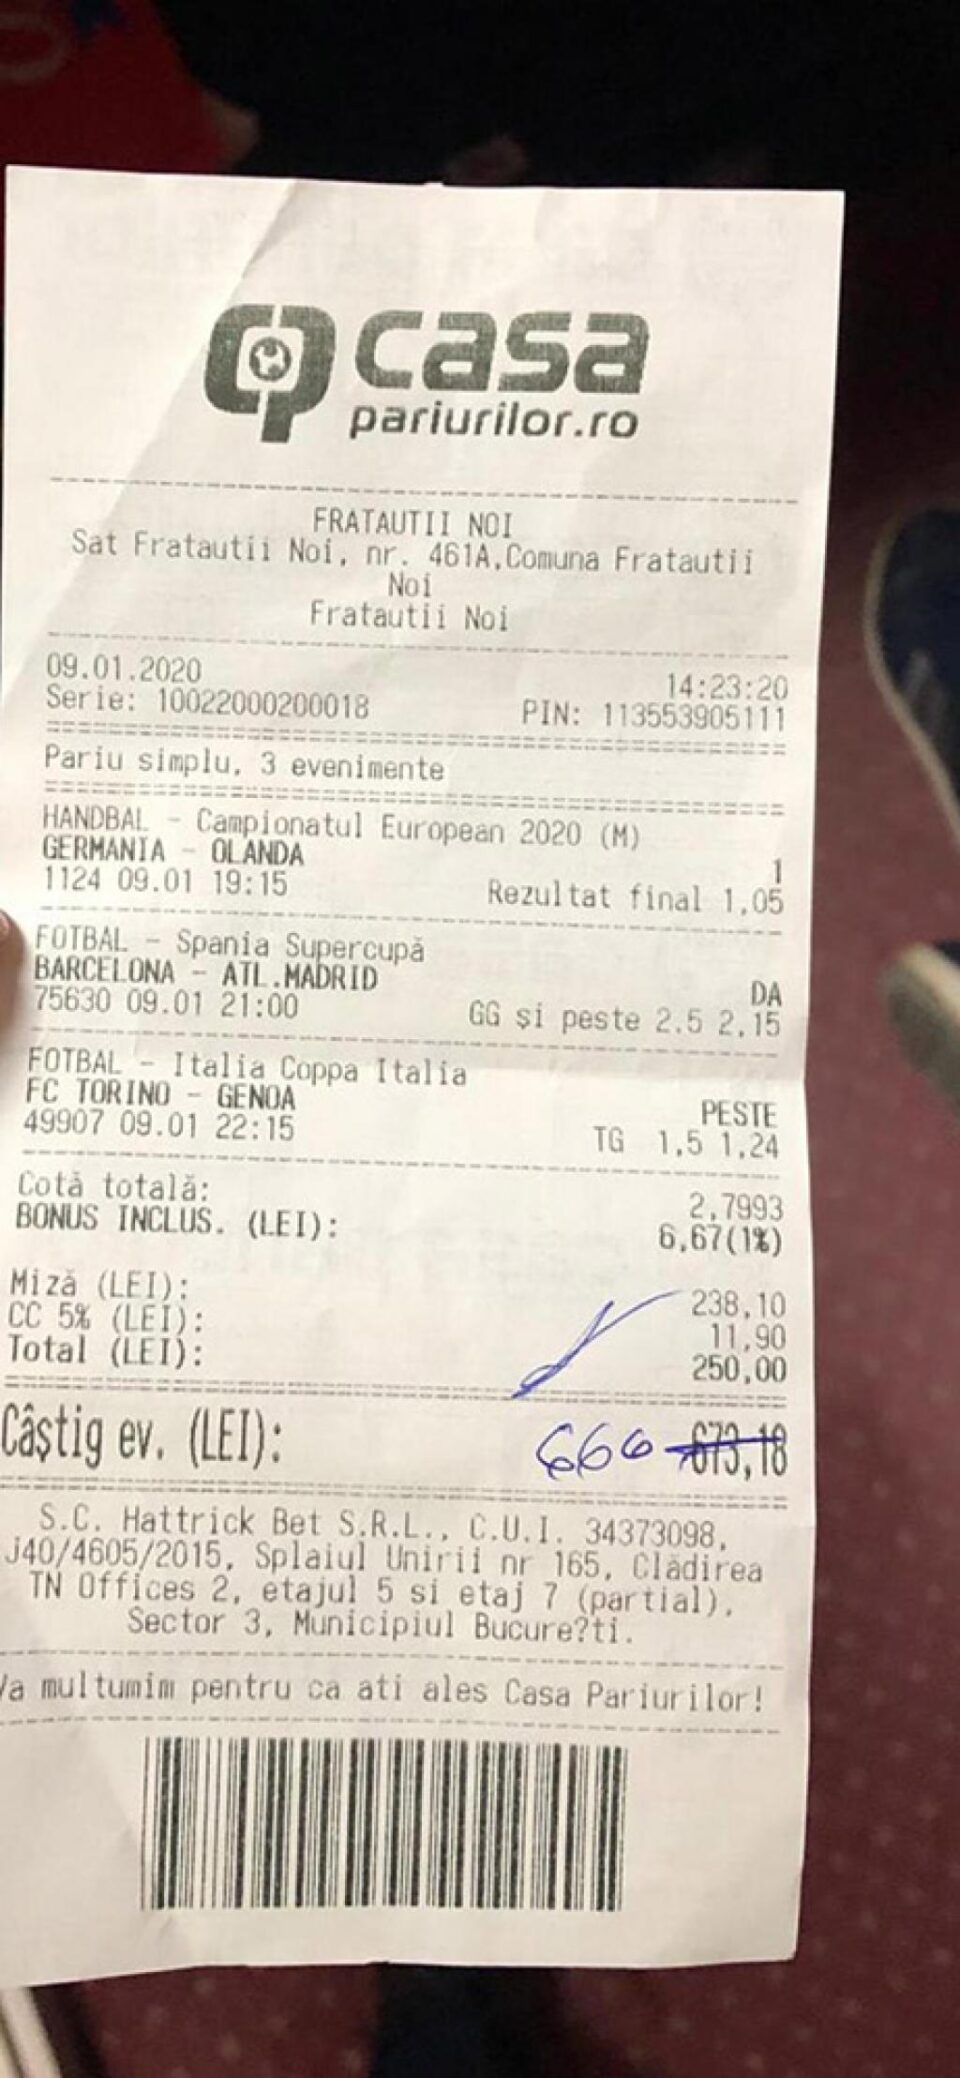 casa
pariurilor.ro
FRATAUTII NOI
Sat Fratautii Noi, nr. 461A,Comuna Fratautii
Noi
Fratautii Noi
09.01.2020 14:23:20
Serie: 10022000200018 PIN: 113553905111
Pariu simplu, 3 evenimente
HANDBAL - Campionatul European 2020 (M)
GERMANIA - OLANDA 1
1124 09.01 19:15 Rezultat final 1,05
FOTBAL - Spania Supercupă
BARCELONA - ATL.MADRID DA
75630 09.01 21:00 GG și peste 2.5 2,15
FOTBAL - Italia Coppa Italia
FC TORINO - GENOA PESTE
49907 09.01 22:15 TG 1,5 1,24
Cotă totală: 2,7993
BONUS INCLUS. (LEI): 6,67(1%)
Miză (LEI): 238,10
CC 5% (LEI): 11,90
Total (LEI): 250,00
Câștig ev. (LEI): 666 673,18
S.C. Hattrick Bet S.R.L., C.U.I. 34373098,
J40/4605/2015, Splaiul Unirii nr 165, Clădirea
TN Offices 2, etajul 5 si etaj 7 (partial),
Sector 3, Municipiul Bucure?ti.
Va multumim pentru ca ati ales Casa Pariurilor!